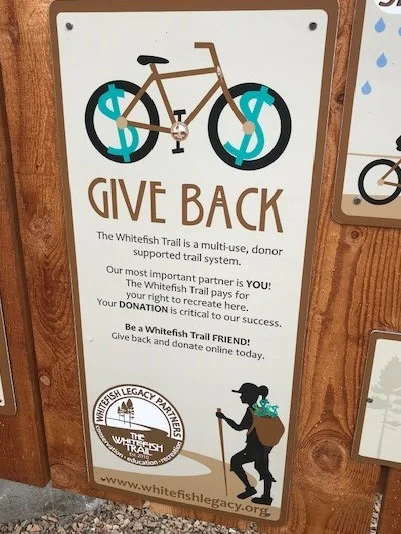 $ $
GIVE BACK
The Whitefish Trail is a multi-use, donor
supported trail system.
Our most important partner is YOU!
The Whitefish Trail pays for
your right to recreate here.
Your DONATION is critical to our success.
Be a Whitefish Trail FRIEND!
Give back and donate online today.
WHITEFISH LEGACY PARTNERS
THE
WHITEFISH
TRAIL
conservation • education • recreation
www.whitefishlegacy.org